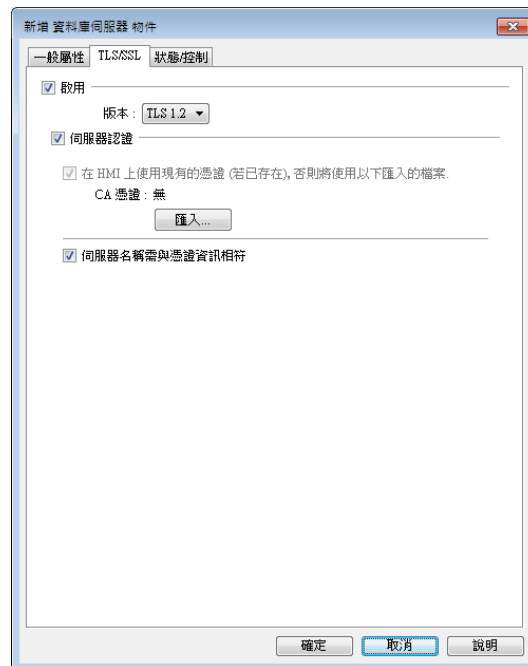 新增 資料庫伺服器 物件
一般屬性 TLS/SSL 狀態/控制
啟用
版本 : TLS 1.2
伺服器認證
在 HMI 上使用現有的憑證 (若已存在), 否則將使用以下匯入的檔案.
CA 憑證 : 無
匯入...
伺服器名稱需與憑證資訊相符
確定 取消 說明